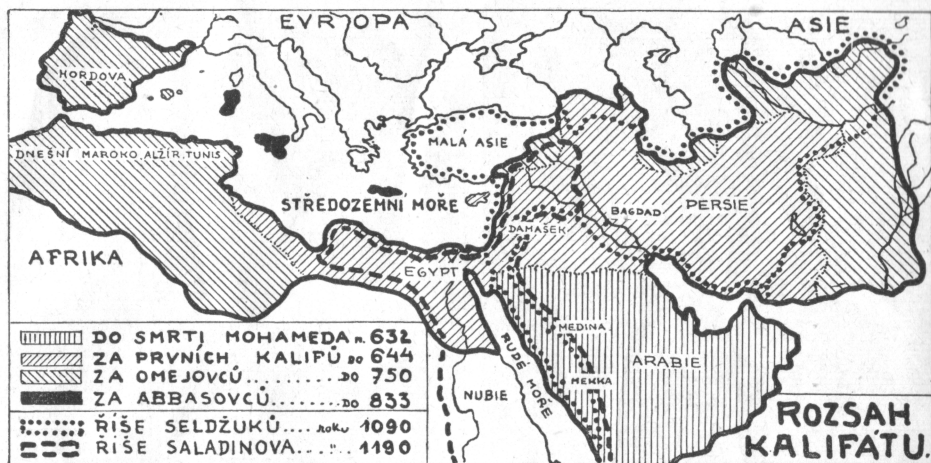 EVROPA
ASIE
KORDOVA
DNEŠNÍ MAROKO, ALŽÍR, TUNIS
MALÁ ASIE
STŘEDOZEMNÍ MOŘE
BAGDAD
PERSIE
DAMAŠEK
AFRIKA
EGYPT
MEDINA
ARABIE
MEKKA
RUDÉ MOŘE
NUBIE
DO SMRTI MOHAMEDA r. 632
ZA PRVNÍCH KALIFŮ DO 644
ZA OMEJOVCŮ.......... DO 750
ZA ABBASOVCŮ....... DO 833
ŘÍŠE SELDŽUKŮ .... roku 1090
ŘÍŠE SALADINOVA...". 1190
ROZSAH
KALIFÁTU.